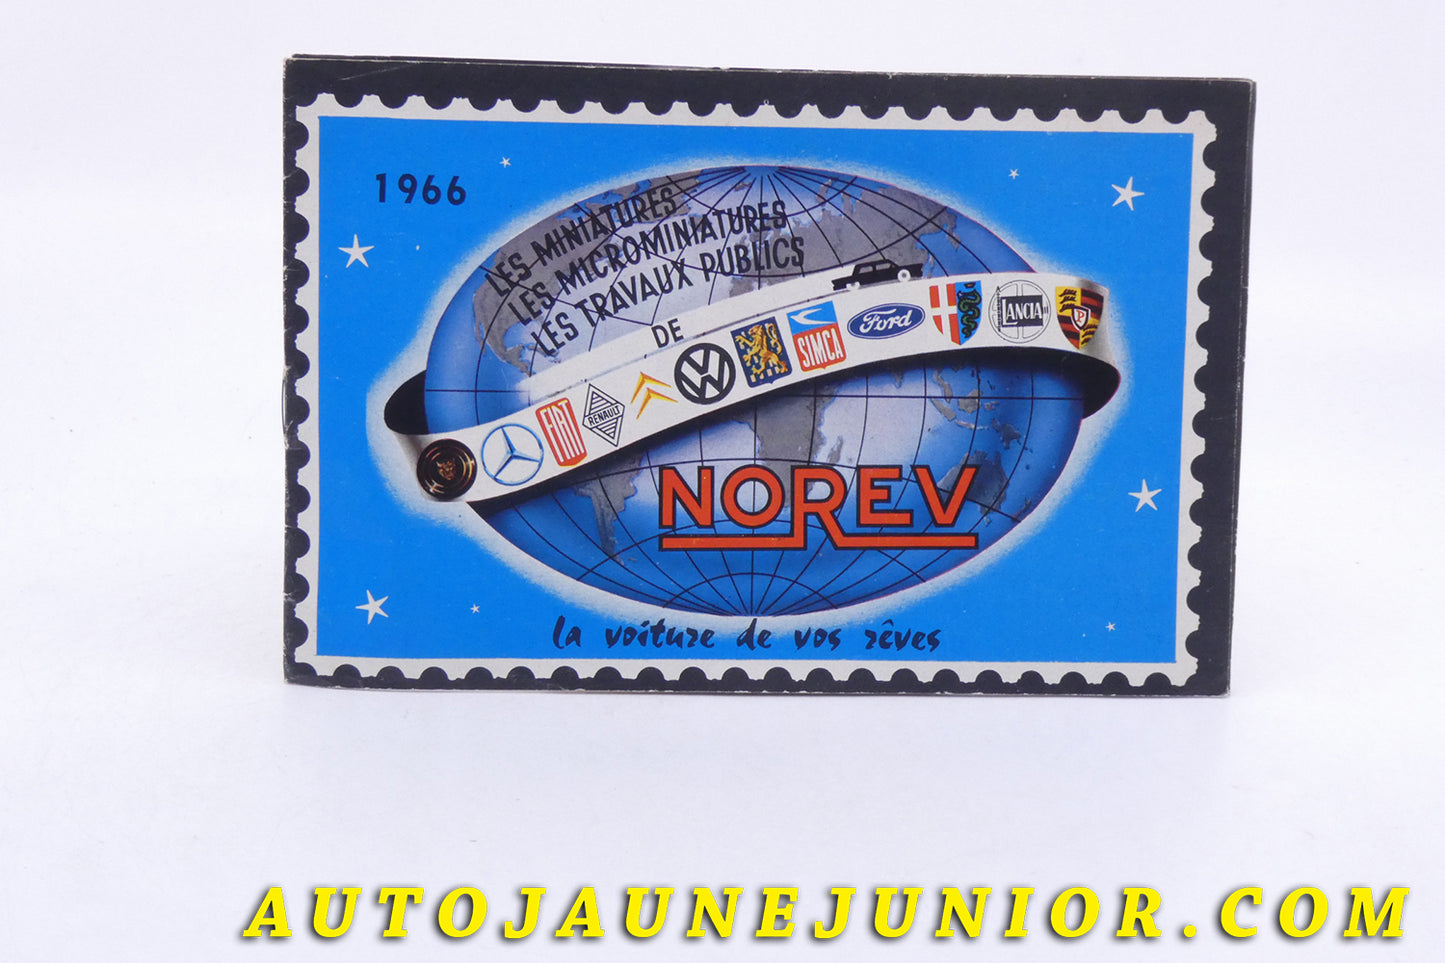 1966
LES MINIATURES
LES MICROMINIATURES
LES TRAVAUX PUBLICS
DE
FIAT
RENAULT
VW
SIMCA
Ford
LANCIA
P
NOREV
la voiture de vos rêves
AUTOJAUNEJUNIOR.COM